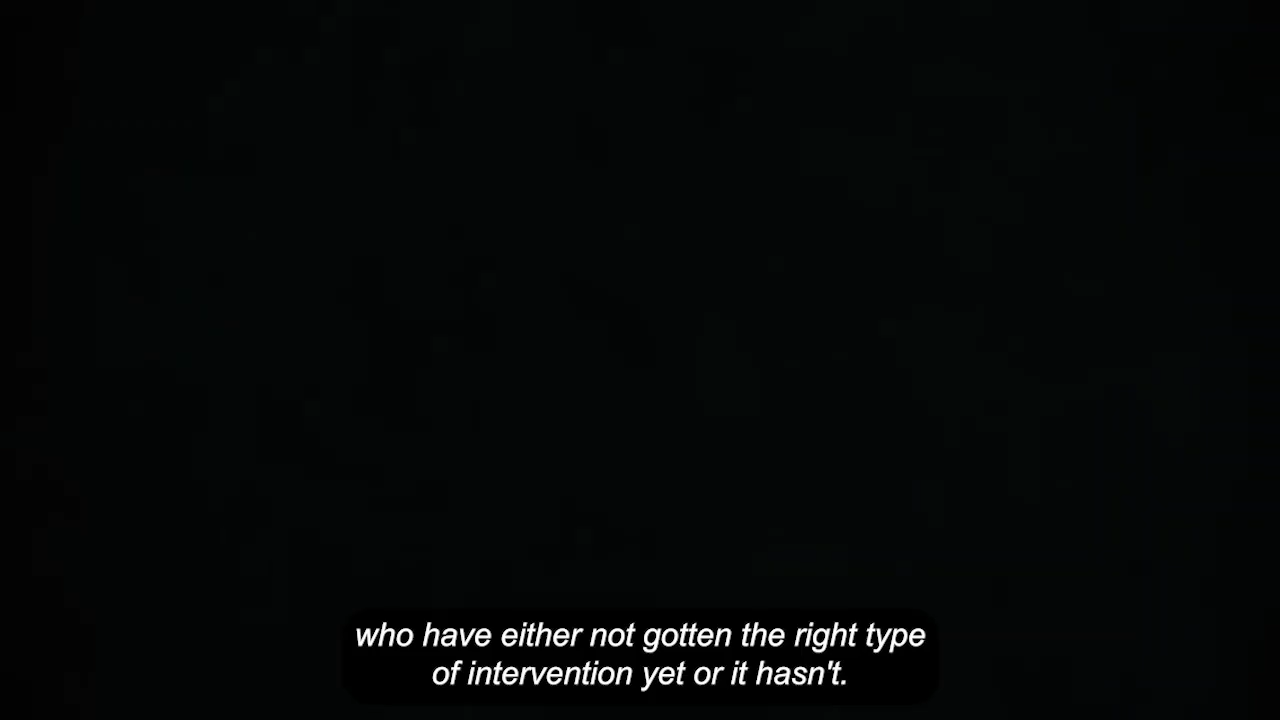 who have either not gotten the right type
of intervention yet or it hasn't.